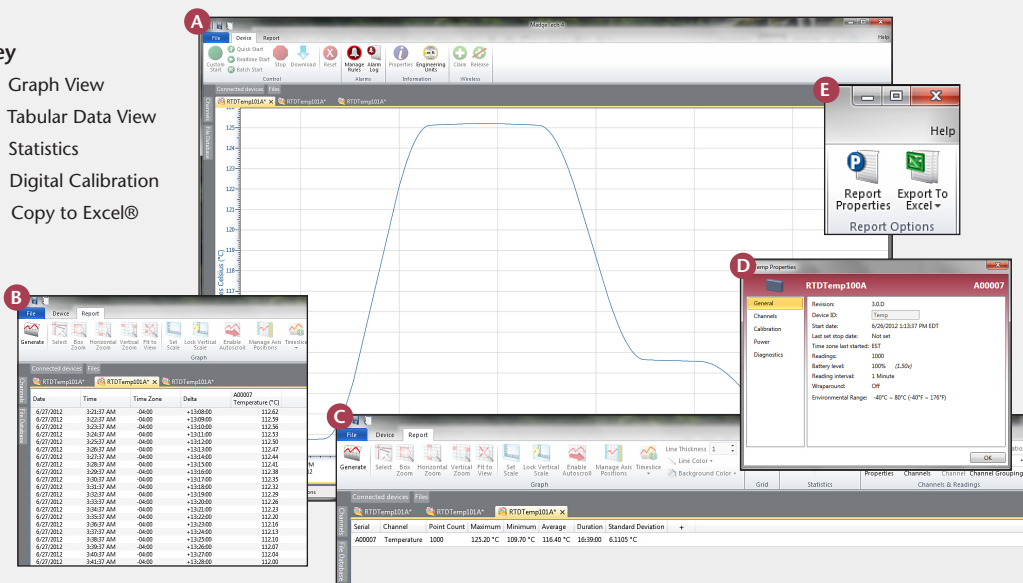 ey
Graph View
Tabular Data View
Statistics
Digital Calibration
Copy to Excel®
A
MadgeTech 4
File Device Report Help
Custom Start
Quick Start
Realtime Start
Batch Start
Stop Download Reset
Manage Rules Alarm Log
Properties Engineering Units
Claim Release
Control Alarms Information Wireless
Connected devices Files
RTDTemp101A* RTDTemp101A* RTDTemp101A*
Channels
File Database
125
124
123
122
121
120
119
118
117
es Celsius (°C)
E
Help
Report Properties
Export To Excel
Report Options
D
emp Properties
RTDTemp100A A00007
General
Channels
Calibration
Power
Diagnostics
Revision: 3.0.D
Device ID: Temp
Start date: 6/26/2012 1:13:37 PM EDT
Last set stop date: Not set
Time zone last started: EST
Readings: 1000
Battery level: 100% (1.50v)
Reading interval: 1 Minute
Wraparound: Off
Environmental Range: -40°C ~ 80°C (-40°F ~ 176°F)
OK
B
File Device Report
Generate Select Box Zoom Horizontal Zoom Vertical Zoom Fit to View Set Scale Lock Vertical Scale Enable Autoscroll Manage Axis Positions Timeslice
Graph
Connected devices Files
RTDTemp101A* RTDTemp101A* RTDTemp101A*
Channels
File Database
Date Time Time Zone Delta A00007 Temperature (°C)
6/27/2012 3:21:37 AM -04:00 +13:08:00 112.62
6/27/2012 3:22:37 AM -04:00 +13:09:00 112.59
6/27/2012 3:23:37 AM -04:00 +13:10:00 112.56
6/27/2012 3:24:37 AM -04:00 +13:11:00 112.53
6/27/2012 3:25:37 AM -04:00 +13:12:00 112.50
6/27/2012 3:26:37 AM -04:00 +13:13:00 112.47
6/27/2012 3:27:37 AM -04:00 +13:14:00 112.44
6/27/2012 3:28:37 AM -04:00 +13:15:00 112.41
6/27/2012 3:29:37 AM -04:00 +13:16:00 112.38
6/27/2012 3:30:37 AM -04:00 +13:17:00 112.35
6/27/2012 3:31:37 AM -04:00 +13:18:00 112.32
6/27/2012 3:32:37 AM -04:00 +13:19:00 112.29
6/27/2012 3:33:37 AM -04:00 +13:20:00 112.26
6/27/2012 3:34:37 AM -04:00 +13:21:00 112.23
6/27/2012 3:35:37 AM -04:00 +13:22:00 112.20
6/27/2012 3:36:37 AM -04:00 +13:23:00 112.16
6/27/2012 3:37:37 AM -04:00 +13:24:00 112.13
6/27/2012 3:38:37 AM -04:00 +13:25:00 112.10
6/27/2012 3:39:37 AM -04:00 +13:26:00 112.07
6/27/2012 3:40:37 AM -04:00 +13:27:00 112.04
6/27/2012 3:41:37 AM -04:00 +13:28:00 112.00
C
File Device Report
Generate Select Box Zoom Horizontal Zoom Vertical Zoom Fit to View Set Scale Lock Vertical Scale Enable Autoscroll Manage Axis Positions Timeslice
Line Thickness 1
Line Color
Background Color
Properties Channels Channel Channel Grouping
Graph Grid Statistics Channels & Readings
Connected devices Files
RTDTemp101A* RTDTemp101A* RTDTemp101A*
Channels
File Database
Serial Channel Point Count Maximum Minimum Average Duration Standard Deviation +
A00007 Temperature 1000 125.20 °C 109.70 °C 116.40 °C 16:39:00 6.1105 °C